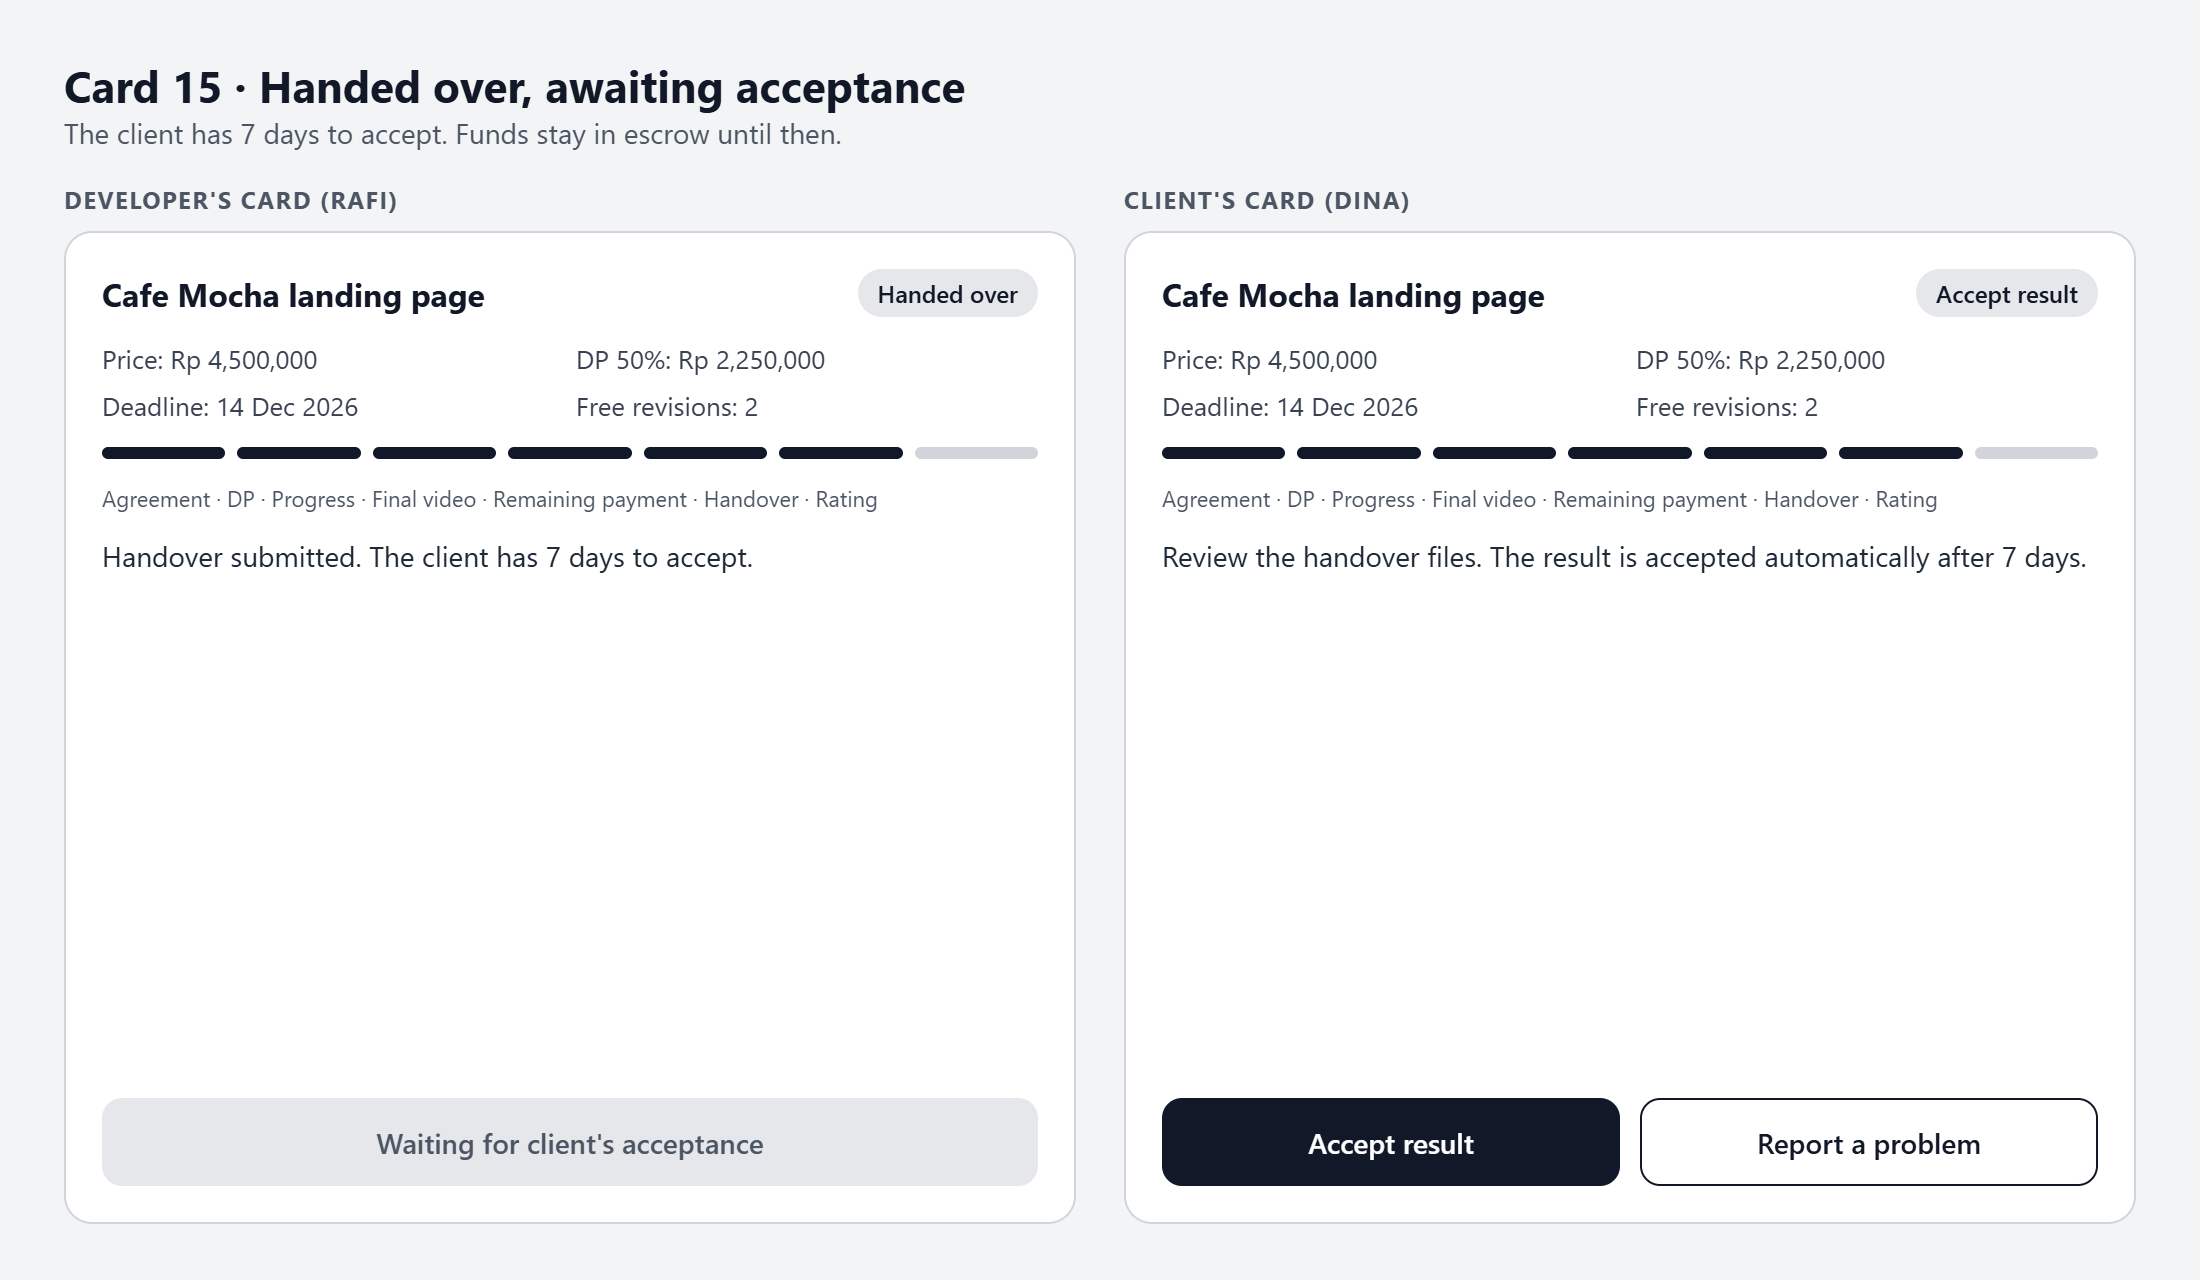 Card 15 · Handed over, awaiting acceptance
The client has 7 days to accept. Funds stay in escrow until then.
DEVELOPER'S CARD (RAFI)
Cafe Mocha landing page
Handed over
Price: Rp 4,500,000
DP 50%: Rp 2,250,000
Deadline: 14 Dec 2026
Free revisions: 2
Agreement · DP · Progress · Final video · Remaining payment · Handover · Rating
Handover submitted. The client has 7 days to accept.
Waiting for client's acceptance
CLIENT'S CARD (DINA)
Cafe Mocha landing page
Accept result
Price: Rp 4,500,000
DP 50%: Rp 2,250,000
Deadline: 14 Dec 2026
Free revisions: 2
Agreement · DP · Progress · Final video · Remaining payment · Handover · Rating
Review the handover files. The result is accepted automatically after 7 days.
Accept result
Report a problem